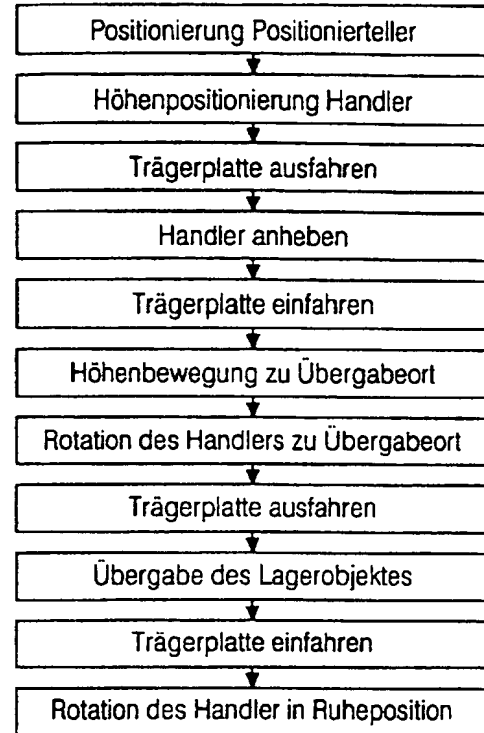 Positionierung Positionierteller
Höhenpositionierung Handler
Trägerplatte ausfahren
Handler anheben
Trägerplatte einfahren
Höhenbewegung zu Übergabeort
Rotation des Handlers zu Übergabeort
Trägerplatte ausfahren
Übergabe des Lagerobjektes
Trägerplatte einfahren
Rotation des Handler in Ruheposition